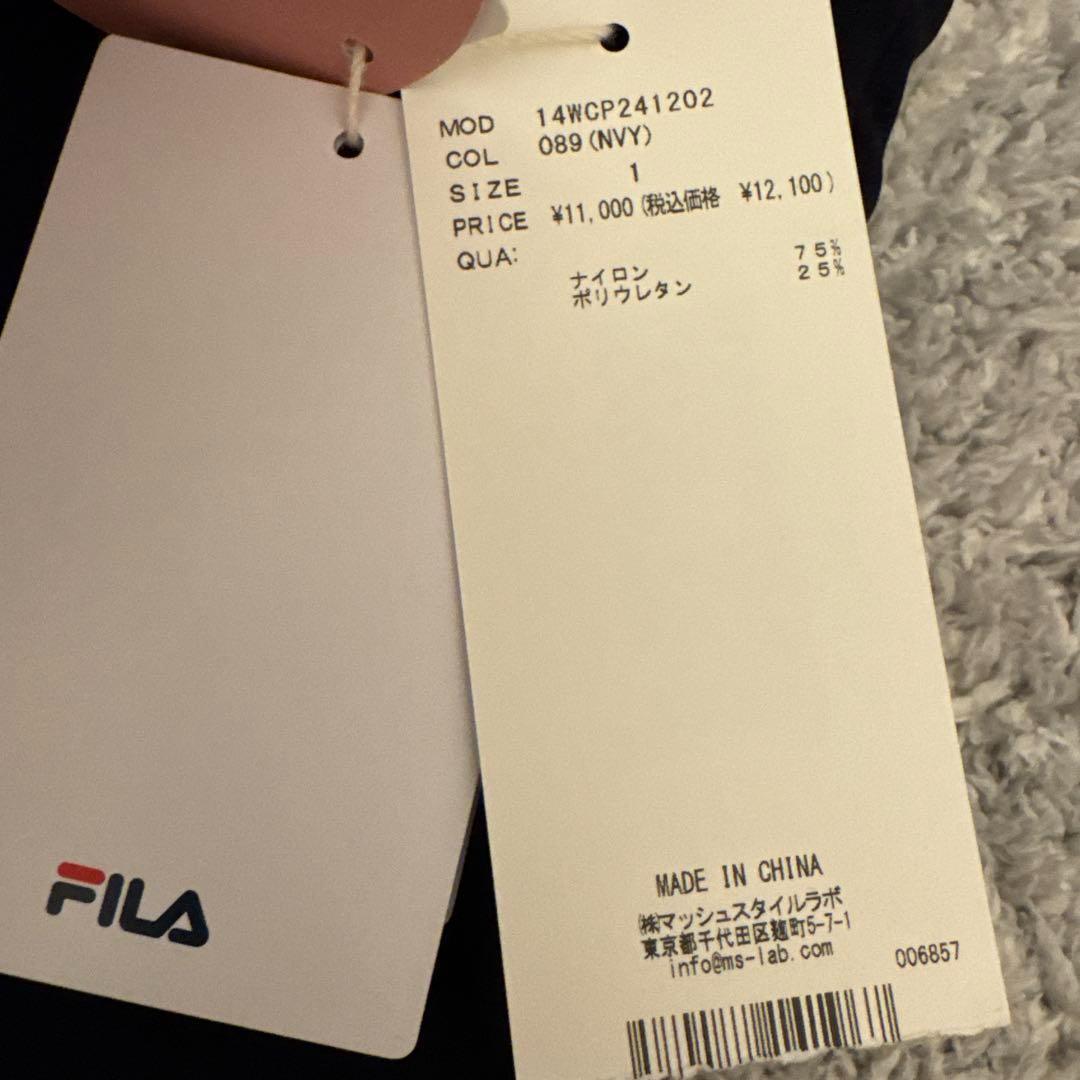 MOD 14WCP241202
COL 089(NVY)
SIZE 1
PRICE ¥11,000(税込価格 ¥12,100)
QUA:
ナイロン 75%
ポリウレタン 25%
FILA
MADE IN CHINA
㈱マッシュスタイルラボ
東京都千代田区麹町5-7-1
info@ms-lab.com
006857